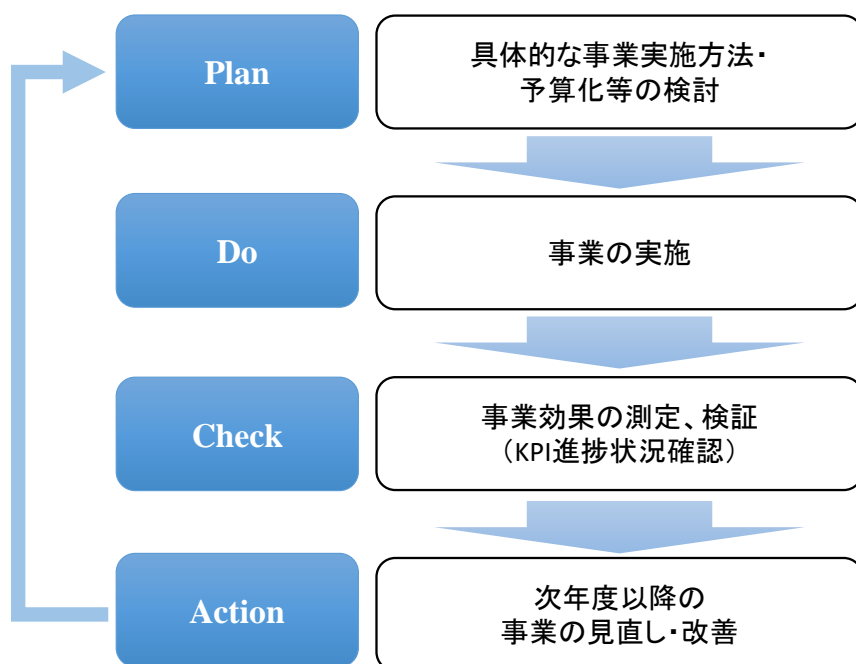 Plan
具体的な事業実施方法・
予算化等の検討
Do
事業の実施
Check
事業効果の測定、検証
（KPI進捗状況確認）
Action
次年度以降の
事業の見直し・改善